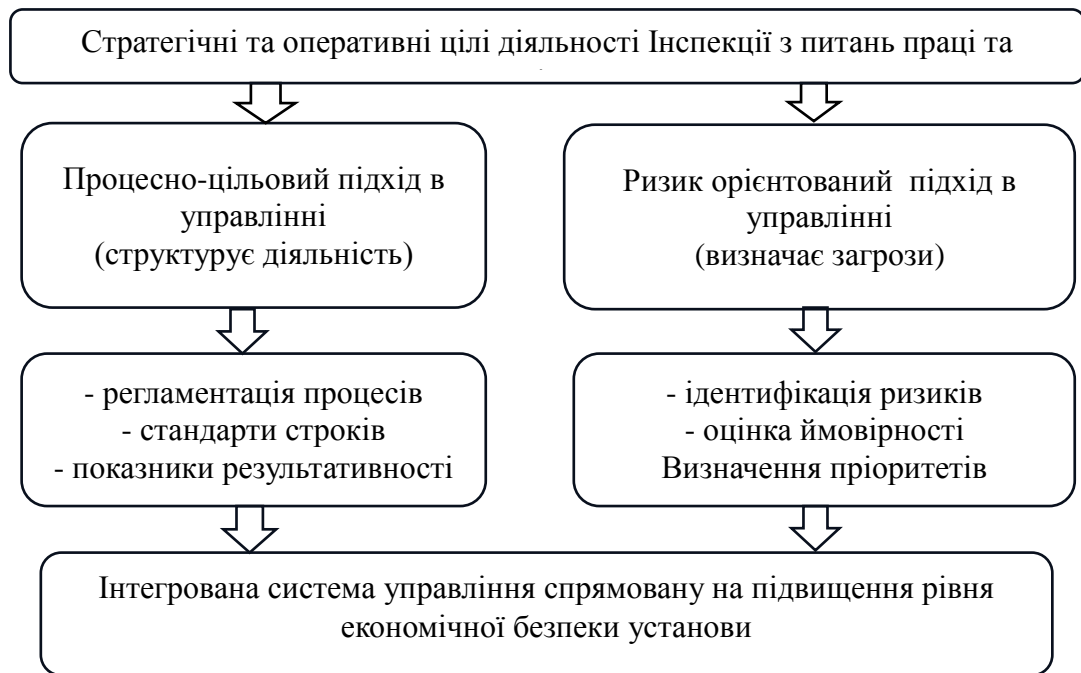 Стратегічні та оперативні цілі діяльності Інспекції з питань праці та
Процесно-цільовий підхід в
управлінні
(структурує діяльність)
Ризик орієнтований підхід в
управлінні
(визначає загрози)
- регламентація процесів
- стандарти строків
- показники результативності
- ідентифікація ризиків
- оцінка ймовірності
Визначення пріоритетів
Інтегрована система управління спрямовану на підвищення рівня
економічної безпеки установи